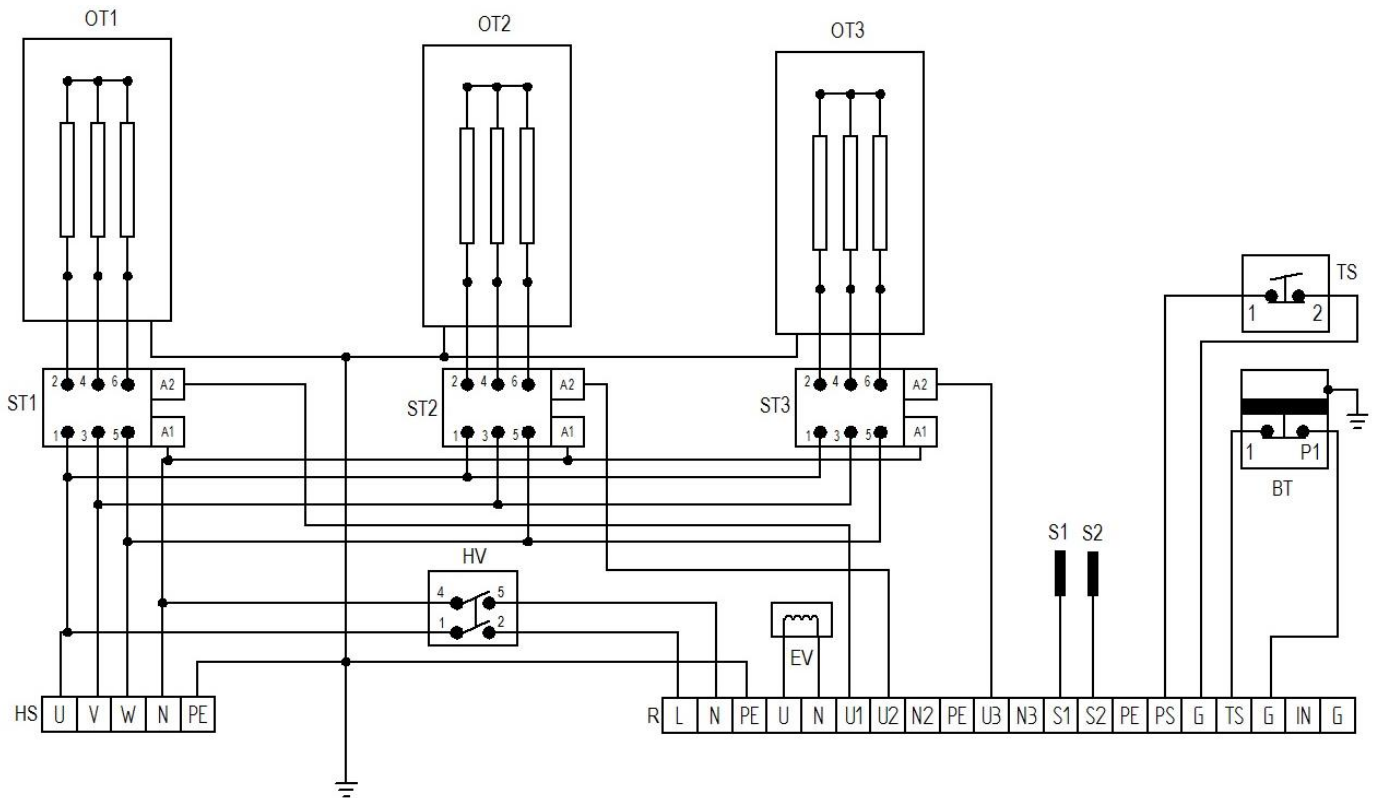 OT1 OT2 OT3
TS
1 2
2 4 6 A2 2 4 6 A2 2 4 6 A2
ST1 ST2 ST3
1 3 5 A1 1 3 5 A1 1 3 5 A1
1 P1
BT
S1 S2
HV
4 5
1 2
EV
HS U V W N PE
R L N PE U N U1 U2 N2 PE U3 N3 S1 S2 PE PS G TS G IN G